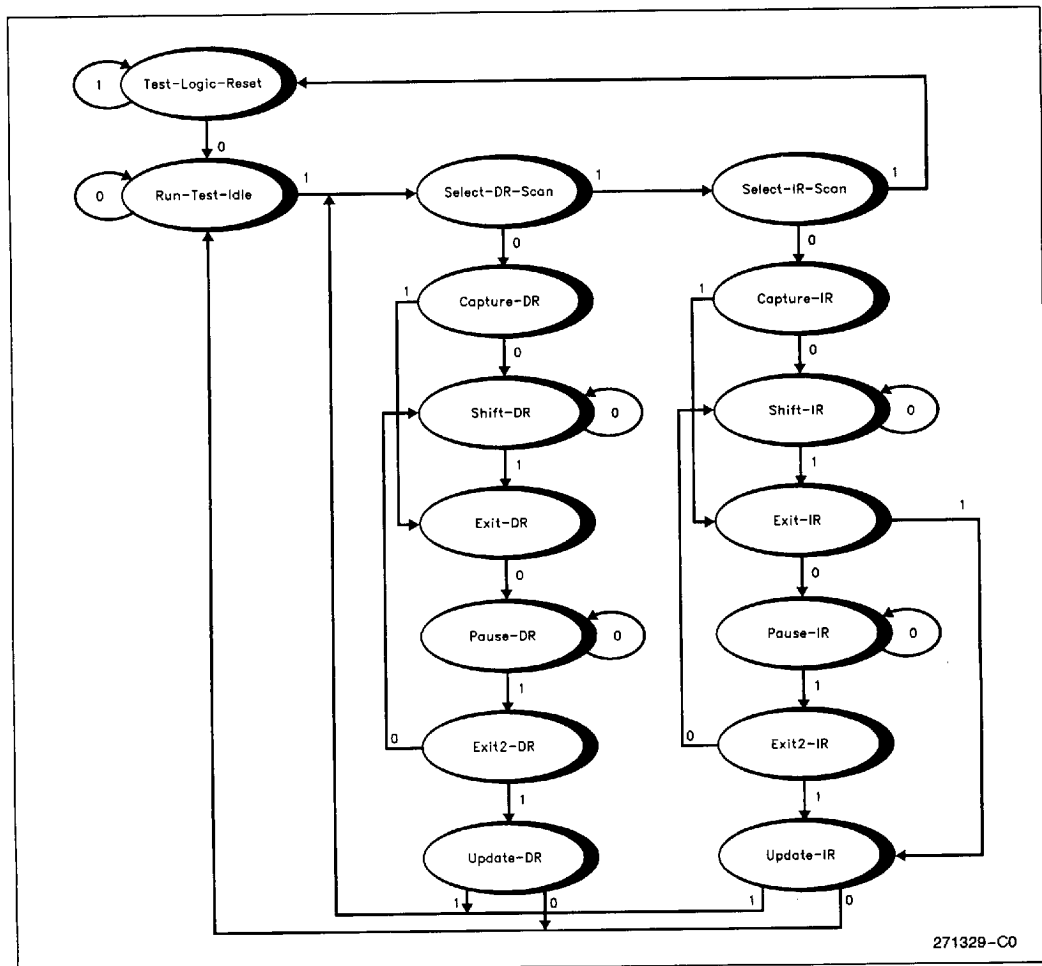 Test-Logic-Reset
1
0
Run-Test-Idle
0
1
Select-DR-Scan
1
Select-IR-Scan
1
0
0
Capture-DR
1
Capture-IR
1
0
0
Shift-DR
0
Shift-IR
0
1
1
Exit-DR
Exit-IR
1
0
0
Pause-DR
0
Pause-IR
0
1
1
Exit2-DR
0
Exit2-IR
0
1
1
Update-DR
Update-IR
1
0
1
0
271329-C0